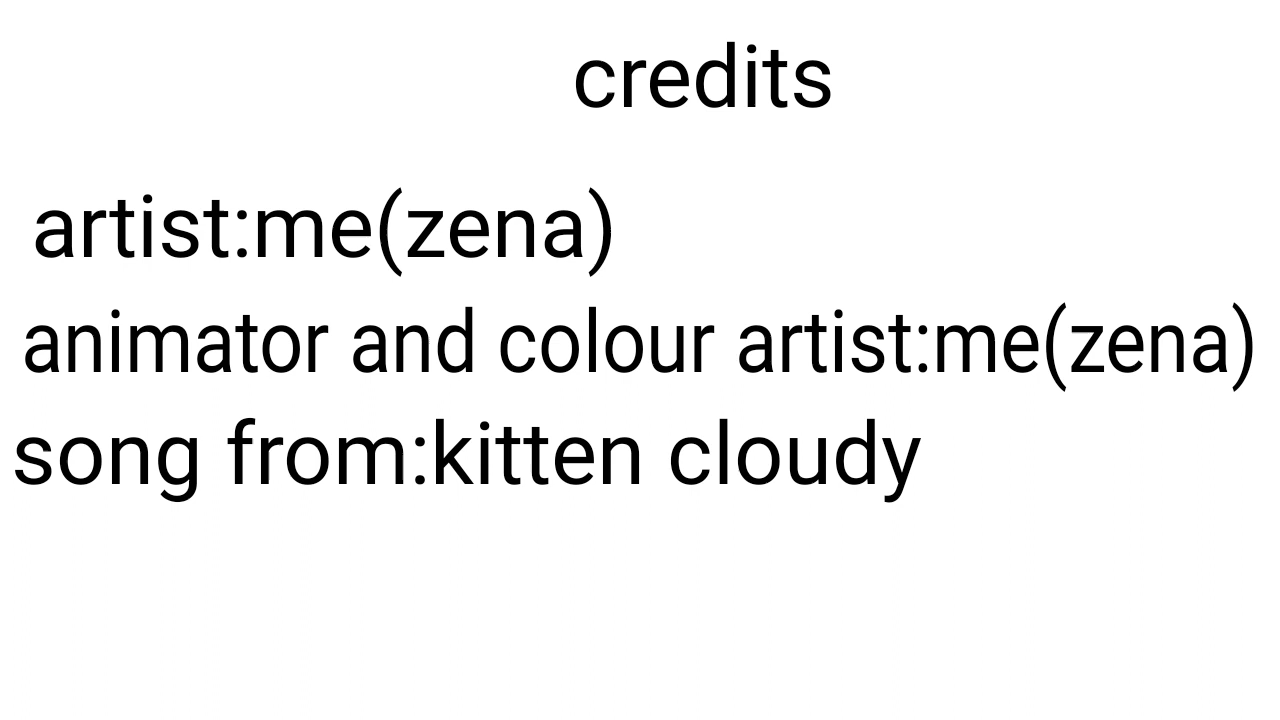 credits
artist:me(zena)
animator and colour artist:me(zena)
song from:kitten cloudy